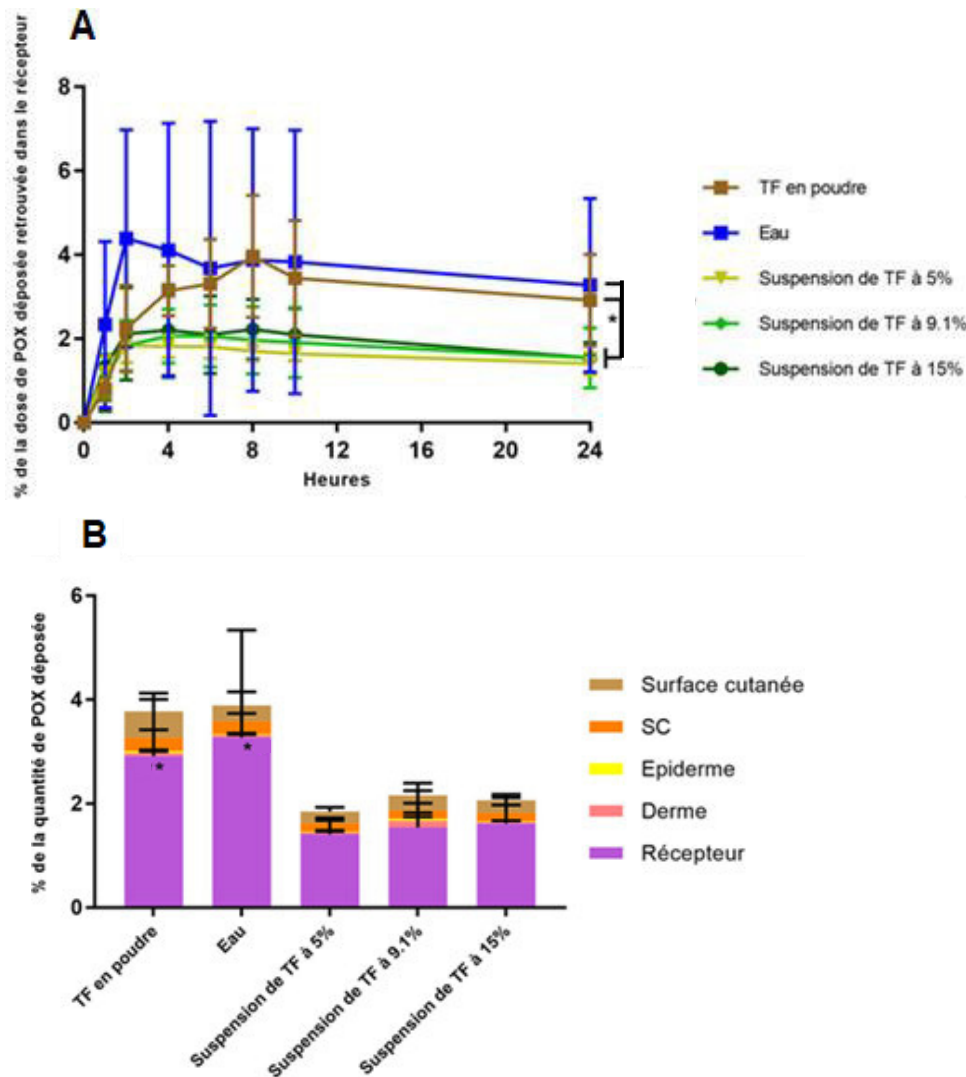 A
% de la dose de POX déposée retrouvée dans le récepteur
8
6
4
2
0
0
4
8
12
16
20
24
Heures
*
TF en poudre
Eau
Suspension de TF à 5%
Suspension de TF à 9.1%
Suspension de TF à 15%
B
% de la quantité de POX déposée
6
4
2
0
*
*
TF en poudre
Eau
Suspension de TF à 5%
Suspension de TF à 9.1%
Suspension de TF à 15%
Surface cutanée
SC
Epiderme
Derme
Récepteur